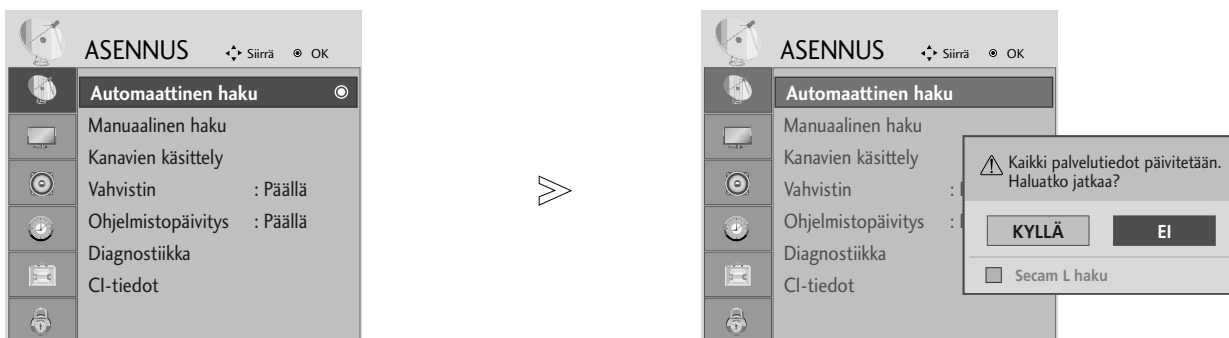 ASENNUS Siirrä OK
Automaattinen haku
Manuaalinen haku
Kanavien käsittely
Vahvistin : Päällä
Ohjelmistopäivitys : Päällä
Diagnostiikka
CI-tiedot
ASENNUS Siirrä OK
Automaattinen haku
Manuaalinen haku
Kanavien käsittely
Vahvistin :
Ohjelmistopäivitys :
Diagnostiikka
CI-tiedot
Kaikki palvelutiedot päivitetään.
Haluatko jatkaa?
KYLLÄ EI
Secam L haku